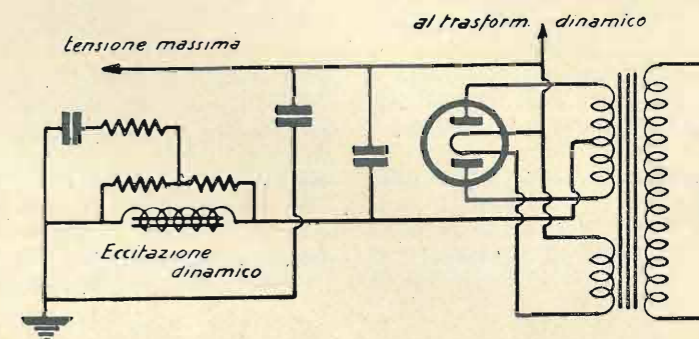 al trasform. dinamico
tensione massima
Eccitazione
dinamico